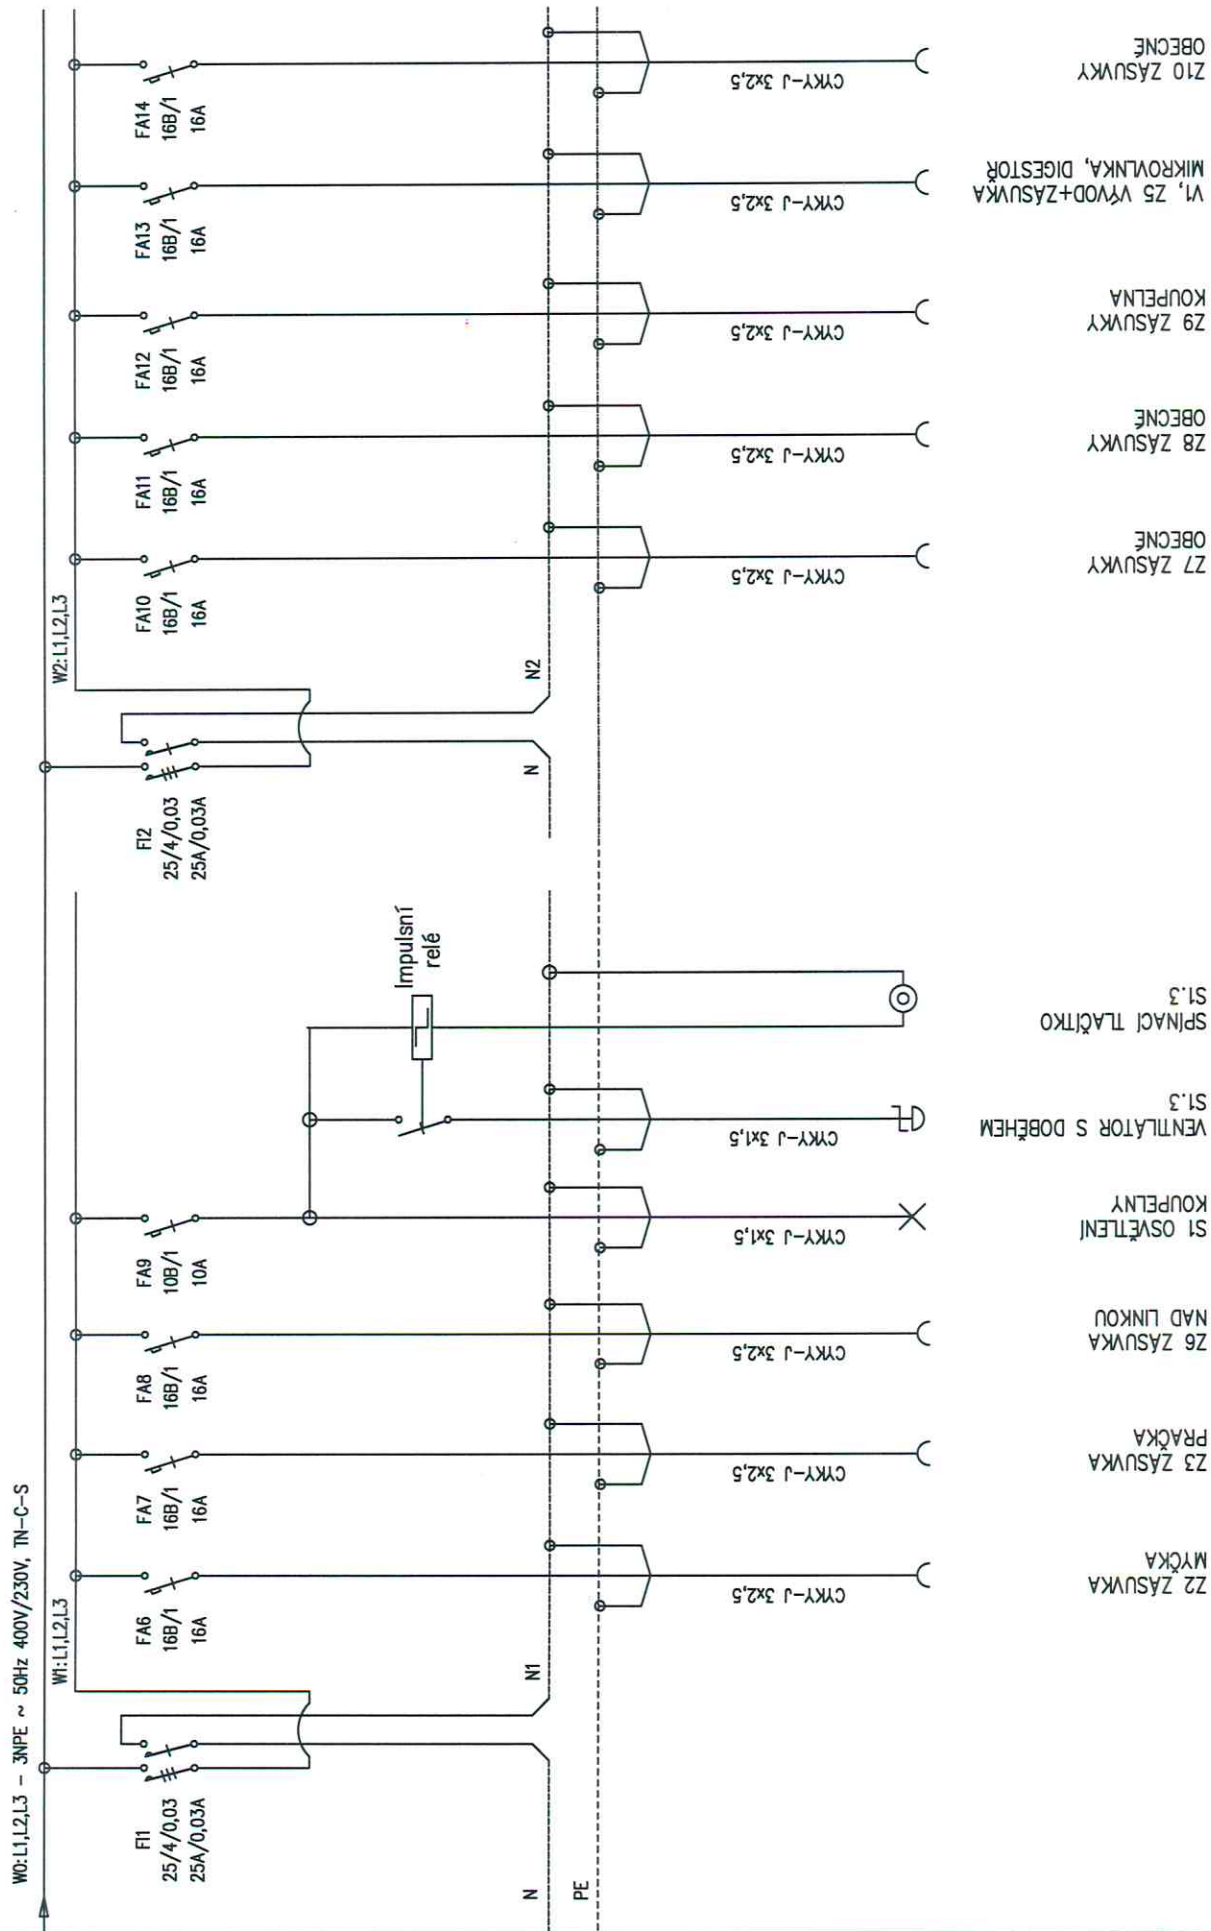 W0:L1,L2,L3 – 3NPE ~ 50Hz 400V/230V, TN-C-S
W1:L1,L2,L3
W2:L1,L2,L3
FI1
25/4/0,03
25A/0,03A
FA6
16B/1
16A
FA7
16B/1
16A
FA8
16B/1
16A
FA9
10B/1
10A
FI2
25/4/0,03
25A/0,03A
FA10
16B/1
16A
FA11
16B/1
16A
FA12
16B/1
16A
FA13
16B/1
16A
FA14
16B/1
16A
Impulsní
relé
N
N1
N
N2
PE
CYKY-J 3x2,5
CYKY-J 3x2,5
CYKY-J 3x2,5
CYKY-J 3x1,5
CYKY-J 3x1,5
CYKY-J 3x2,5
CYKY-J 3x2,5
CYKY-J 3x2,5
CYKY-J 3x2,5
CYKY-J 3x2,5
Z2 ZÁSUVKA
MYČKA
Z3 ZÁSUVKA
PRAČKA
Z6 ZÁSUVKA
NAD LINKOU
S1 OSVĚTLENÍ
KOUPELNY
VENTILÁTOR S DOBĚHEM
S1.3
SPÍNACÍ TLAČÍTKO
S1.3
Z7 ZÁSUVKY
OBECNÉ
Z8 ZÁSUVKY
OBECNÉ
Z9 ZÁSUVKY
KOUPELNA
V1, Z5 VÝVOD+ZÁSUVKA
MIKROVLNKA, DIGESTOŘ
Z10 ZÁSUVKY
OBECNÉ